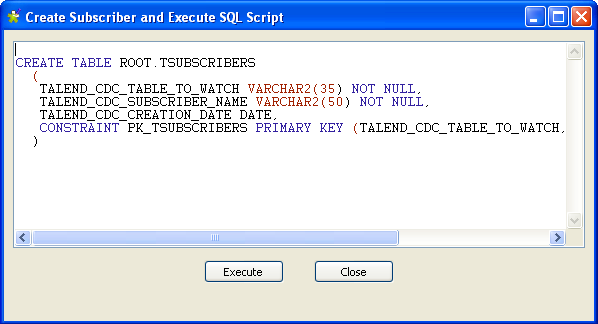 Create Subscriber and Execute SQL Script
CREATE TABLE ROOT.TSUBSCRIBERS
(
TALEND_CDC_TABLE_TO_WATCH VARCHAR2(35) NOT NULL,
TALEND_CDC_SUBSCRIBER_NAME VARCHAR2(50) NOT NULL,
TALEND_CDC_CREATION_DATE DATE,
CONSTRAINT PK_TSUBSCRIBERS PRIMARY KEY (TALEND_CDC_TABLE_TO_WATCH,
)
Execute Close